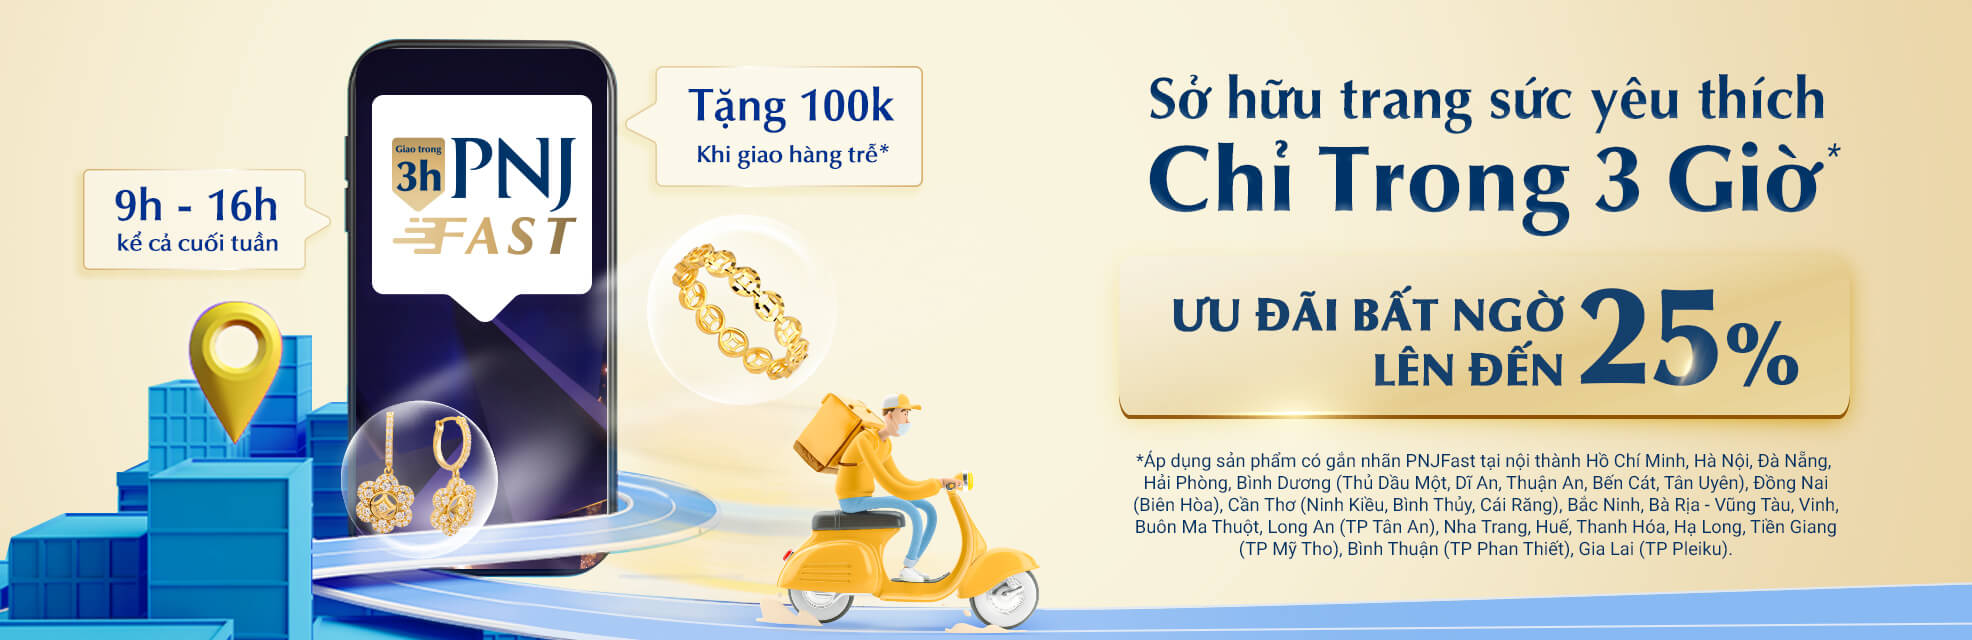 9h - 16h
kể cả cuối tuần
Giao trong
3h
PNJ
FAST
Tặng 100k
Khi giao hàng trễ*
Sở hữu trang sức yêu thích
Chỉ Trong 3 Giờ*
ƯU ĐÃI BẤT NGỜ
LÊN ĐẾN 25%
*Áp dụng sản phẩm có gắn nhãn PNJFast tại nội thành Hồ Chí Minh, Hà Nội, Đà Nẵng,
Hải Phòng, Bình Dương (Thủ Dầu Một, Dĩ An, Thuận An, Bến Cát, Tân Uyên), Đồng Nai
(Biên Hòa), Cần Thơ (Ninh Kiều, Bình Thủy, Cái Răng), Bắc Ninh, Bà Rịa - Vũng Tàu, Vinh,
Buôn Ma Thuột, Long An (TP Tân An), Nha Trang, Huế, Thanh Hóa, Hạ Long, Tiền Giang
(TP Mỹ Tho), Bình Thuận (TP Phan Thiết), Gia Lai (TP Pleiku).